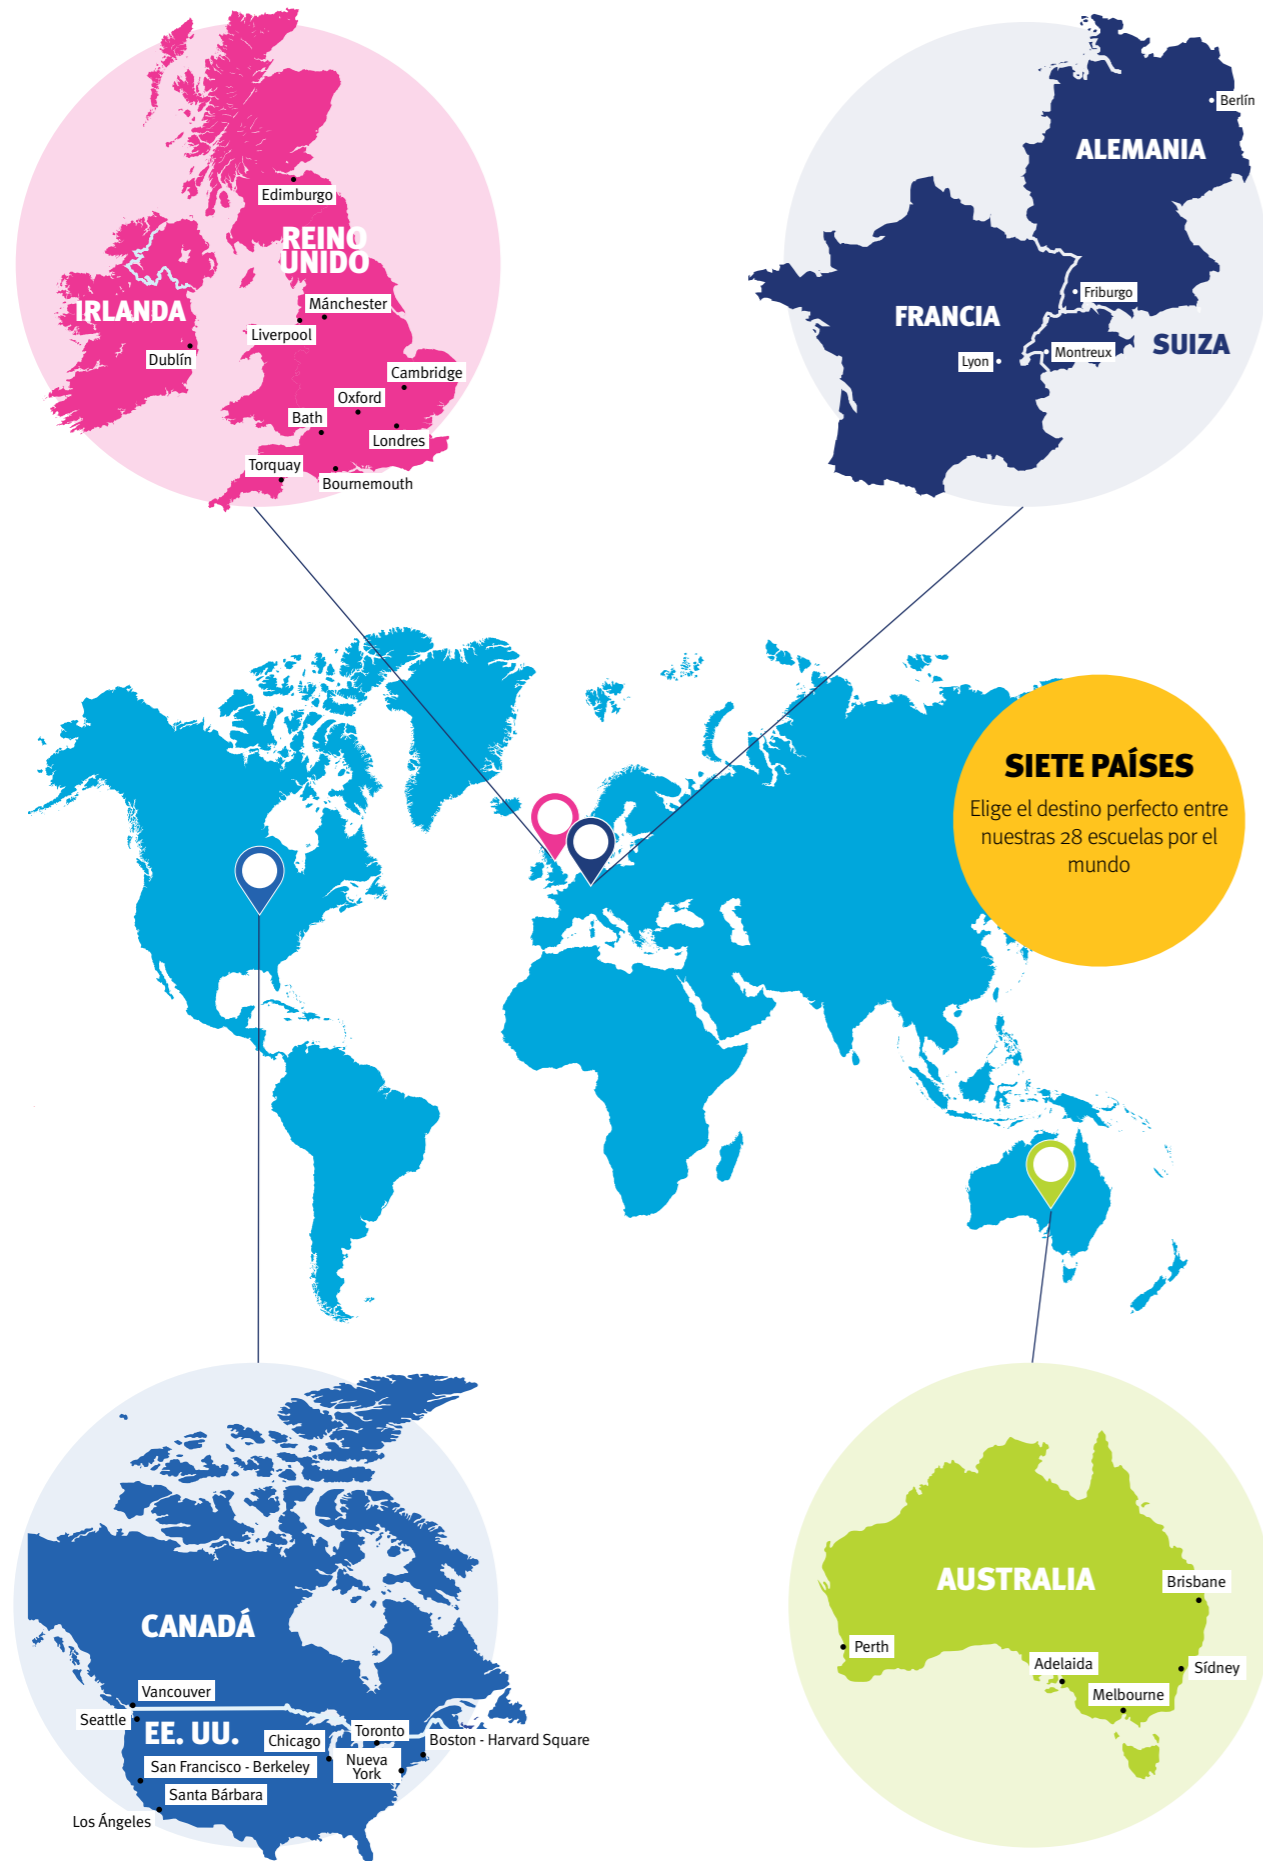 Edimburgo
REINO
UNIDO
IRLANDA
Mánchester
Liverpool
Dublín
Cambridge
Oxford
Bath
Londres
Torquay
Bournemouth
Berlín
ALEMANIA
Friburgo
FRANCIA
SUIZA
Lyon
Montreux
SIETE PAÍSES
Elige el destino perfecto entre
nuestras 28 escuelas por el
mundo
CANADÁ
Vancouver
Seattle
EE. UU.
Chicago
Toronto
Boston - Harvard Square
San Francisco - Berkeley
Nueva
York
Santa Bárbara
Los Ángeles
AUSTRALIA
Brisbane
Perth
Adelaida
Sídney
Melbourne